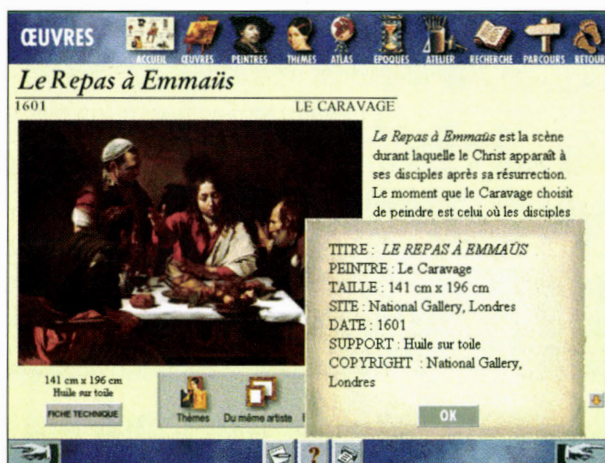 ŒUVRES
ACCUEIL ŒUVRES PEINTRES THEMES ATLAS EPOQUES ATELIER RECHERCHE PARCOURS RETOUR
Le Repas à Emmaüs
1601 LE CARAVAGE
Le Repas à Emmaüs est la scène
durant laquelle le Christ apparaît à
ses disciples après sa résurrection.
Le moment que le Caravage choisit
de peindre est celui où les disciples
TITRE : LE REPAS À EMMAÜS
PEINTRE : Le Caravage
TAILLE : 141 cm x 196 cm
SITE : National Gallery, Londres
DATE : 1601
SUPPORT : Huile sur toile
COPYRIGHT : National Gallery,
Londres
OK
141 cm x 196 cm
Huile sur toile
FICHE TECHNIQUE
Thèmes Du même artiste
?